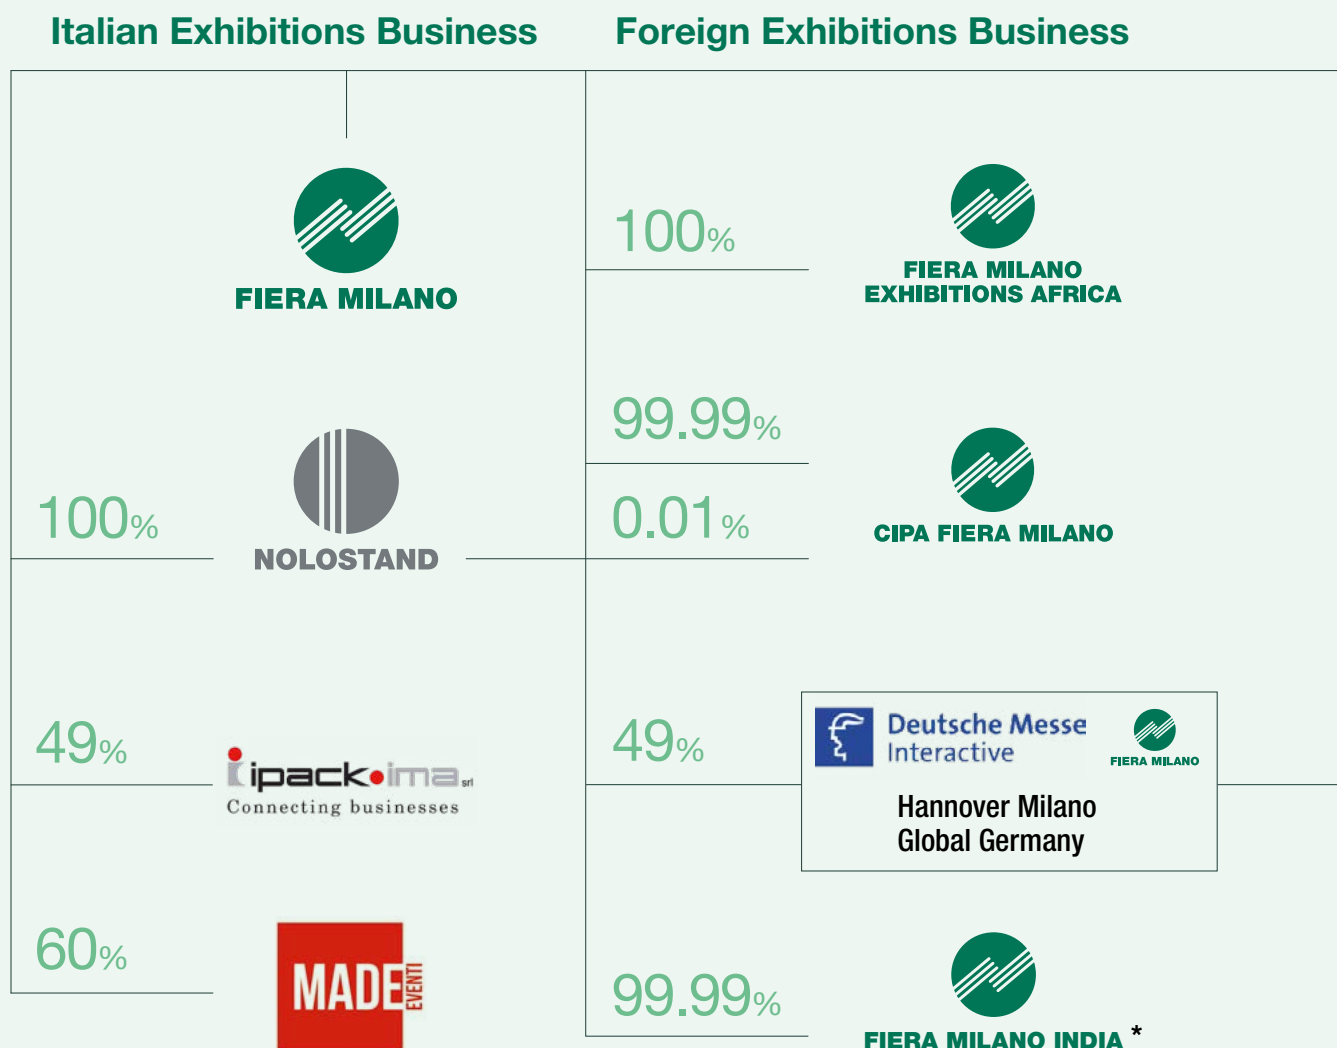 Italian Exhibitions Business
Foreign Exhibitions Business
FIERA MILANO
100%
NOLOSTAND
49%
ipack•ima srl
Connecting businesses
60%
MADE
EVENTI
100%
FIERA MILANO
EXHIBITIONS AFRICA
99.99%
0.01%
CIPA FIERA MILANO
49%
Deutsche Messe
Interactive
FIERA MILANO
Hannover Milano
Global Germany
99.99%
FIERA MILANO INDIA *